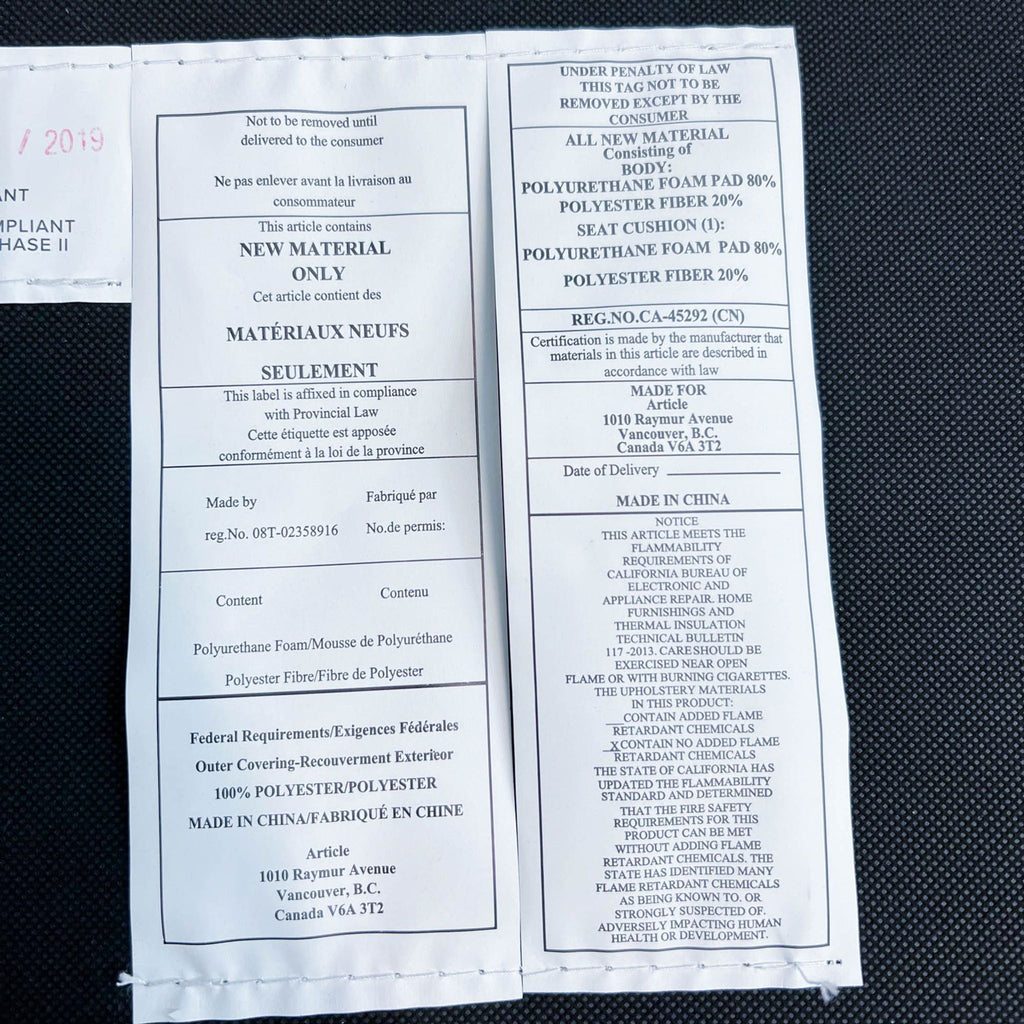 / 2019
ANT
MPLIANT
HASE II
Not to be removed until
delivered to the consumer
Ne pas enlever avant la livraison au
consommateur
This article contains
NEW MATERIAL
ONLY
Cet article contient des
MATÉRIAUX NEUFS
SEULEMENT
This label is affixed in compliance
with Provincial Law
Cette étiquette est apposée
conformément à la loi de la province
Made by Fabriqué par
reg.No. 08T-02358916 No.de permis:
Content Contenu
Polyurethane Foam/Mousse de Polyuréthane
Polyester Fibre/Fibre de Polyester
Federal Requirements/Exigences Fédérales
Outer Covering-Recouverment Exterieor
100% POLYESTER/POLYESTER
MADE IN CHINA/FABRIQUÉ EN CHINE
Article
1010 Raymur Avenue
Vancouver, B.C.
Canada V6A 3T2
UNDER PENALTY OF LAW
THIS TAG NOT TO BE
REMOVED EXCEPT BY THE
CONSUMER
ALL NEW MATERIAL
Consisting of
BODY:
POLYURETHANE FOAM PAD 80%
POLYESTER FIBER 20%
SEAT CUSHION (1):
POLYURETHANE FOAM PAD 80%
POLYESTER FIBER 20%
REG.NO.CA-45292 (CN)
Certification is made by the manufacturer that
materials in this article are described in
accordance with law
MADE FOR
Article
1010 Raymur Avenue
Vancouver, B.C.
Canada V6A 3T2
Date of Delivery
MADE IN CHINA
NOTICE
THIS ARTICLE MEETS THE
FLAMMABILITY
REQUIREMENTS OF
CALIFORNIA BUREAU OF
ELECTRONIC AND
APPLIANCE REPAIR. HOME
FURNISHINGS AND
THERMAL INSULATION
TECHNICAL BULLETIN
117 -2013. CARE SHOULD BE
EXERCISED NEAR OPEN
FLAME OR WITH BURNING CIGARETTES.
THE UPHOLSTERY MATERIALS
IN THIS PRODUCT:
__CONTAIN ADDED FLAME
RETARDANT CHEMICALS
_X CONTAIN NO ADDED FLAME
RETARDANT CHEMICALS
THE STATE OF CALIFORNIA HAS
UPDATED THE FLAMMABILITY
STANDARD AND DETERMINED
THAT THE FIRE SAFETY
REQUIREMENTS FOR THIS
PRODUCT CAN BE MET
WITHOUT ADDING FLAME
RETARDANT CHEMICALS. THE
STATE HAS IDENTIFIED MANY
FLAME RETARDANT CHEMICALS
AS BEING KNOWN TO. OR
STRONGLY SUSPECTED OF.
ADVERSELY IMPACTING HUMAN
HEALTH OR DEVELOPMENT.